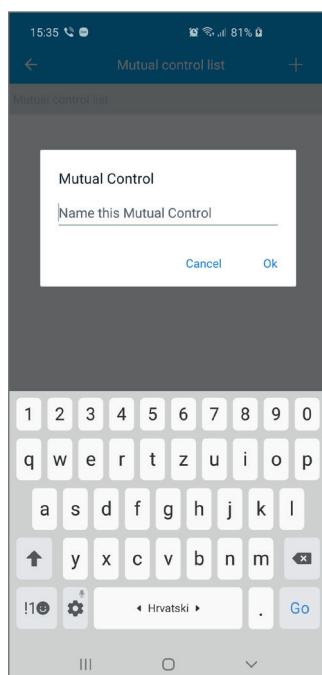 15:35 81%
Mutual control list
Mutual control list
Mutual Control
Name this Mutual Control
Cancel Ok
1 2 3 4 5 6 7 8 9 0
q w e r t z u i o p
a s d f g h j k l
y x c v b n m
!1 Hrvatski . Go